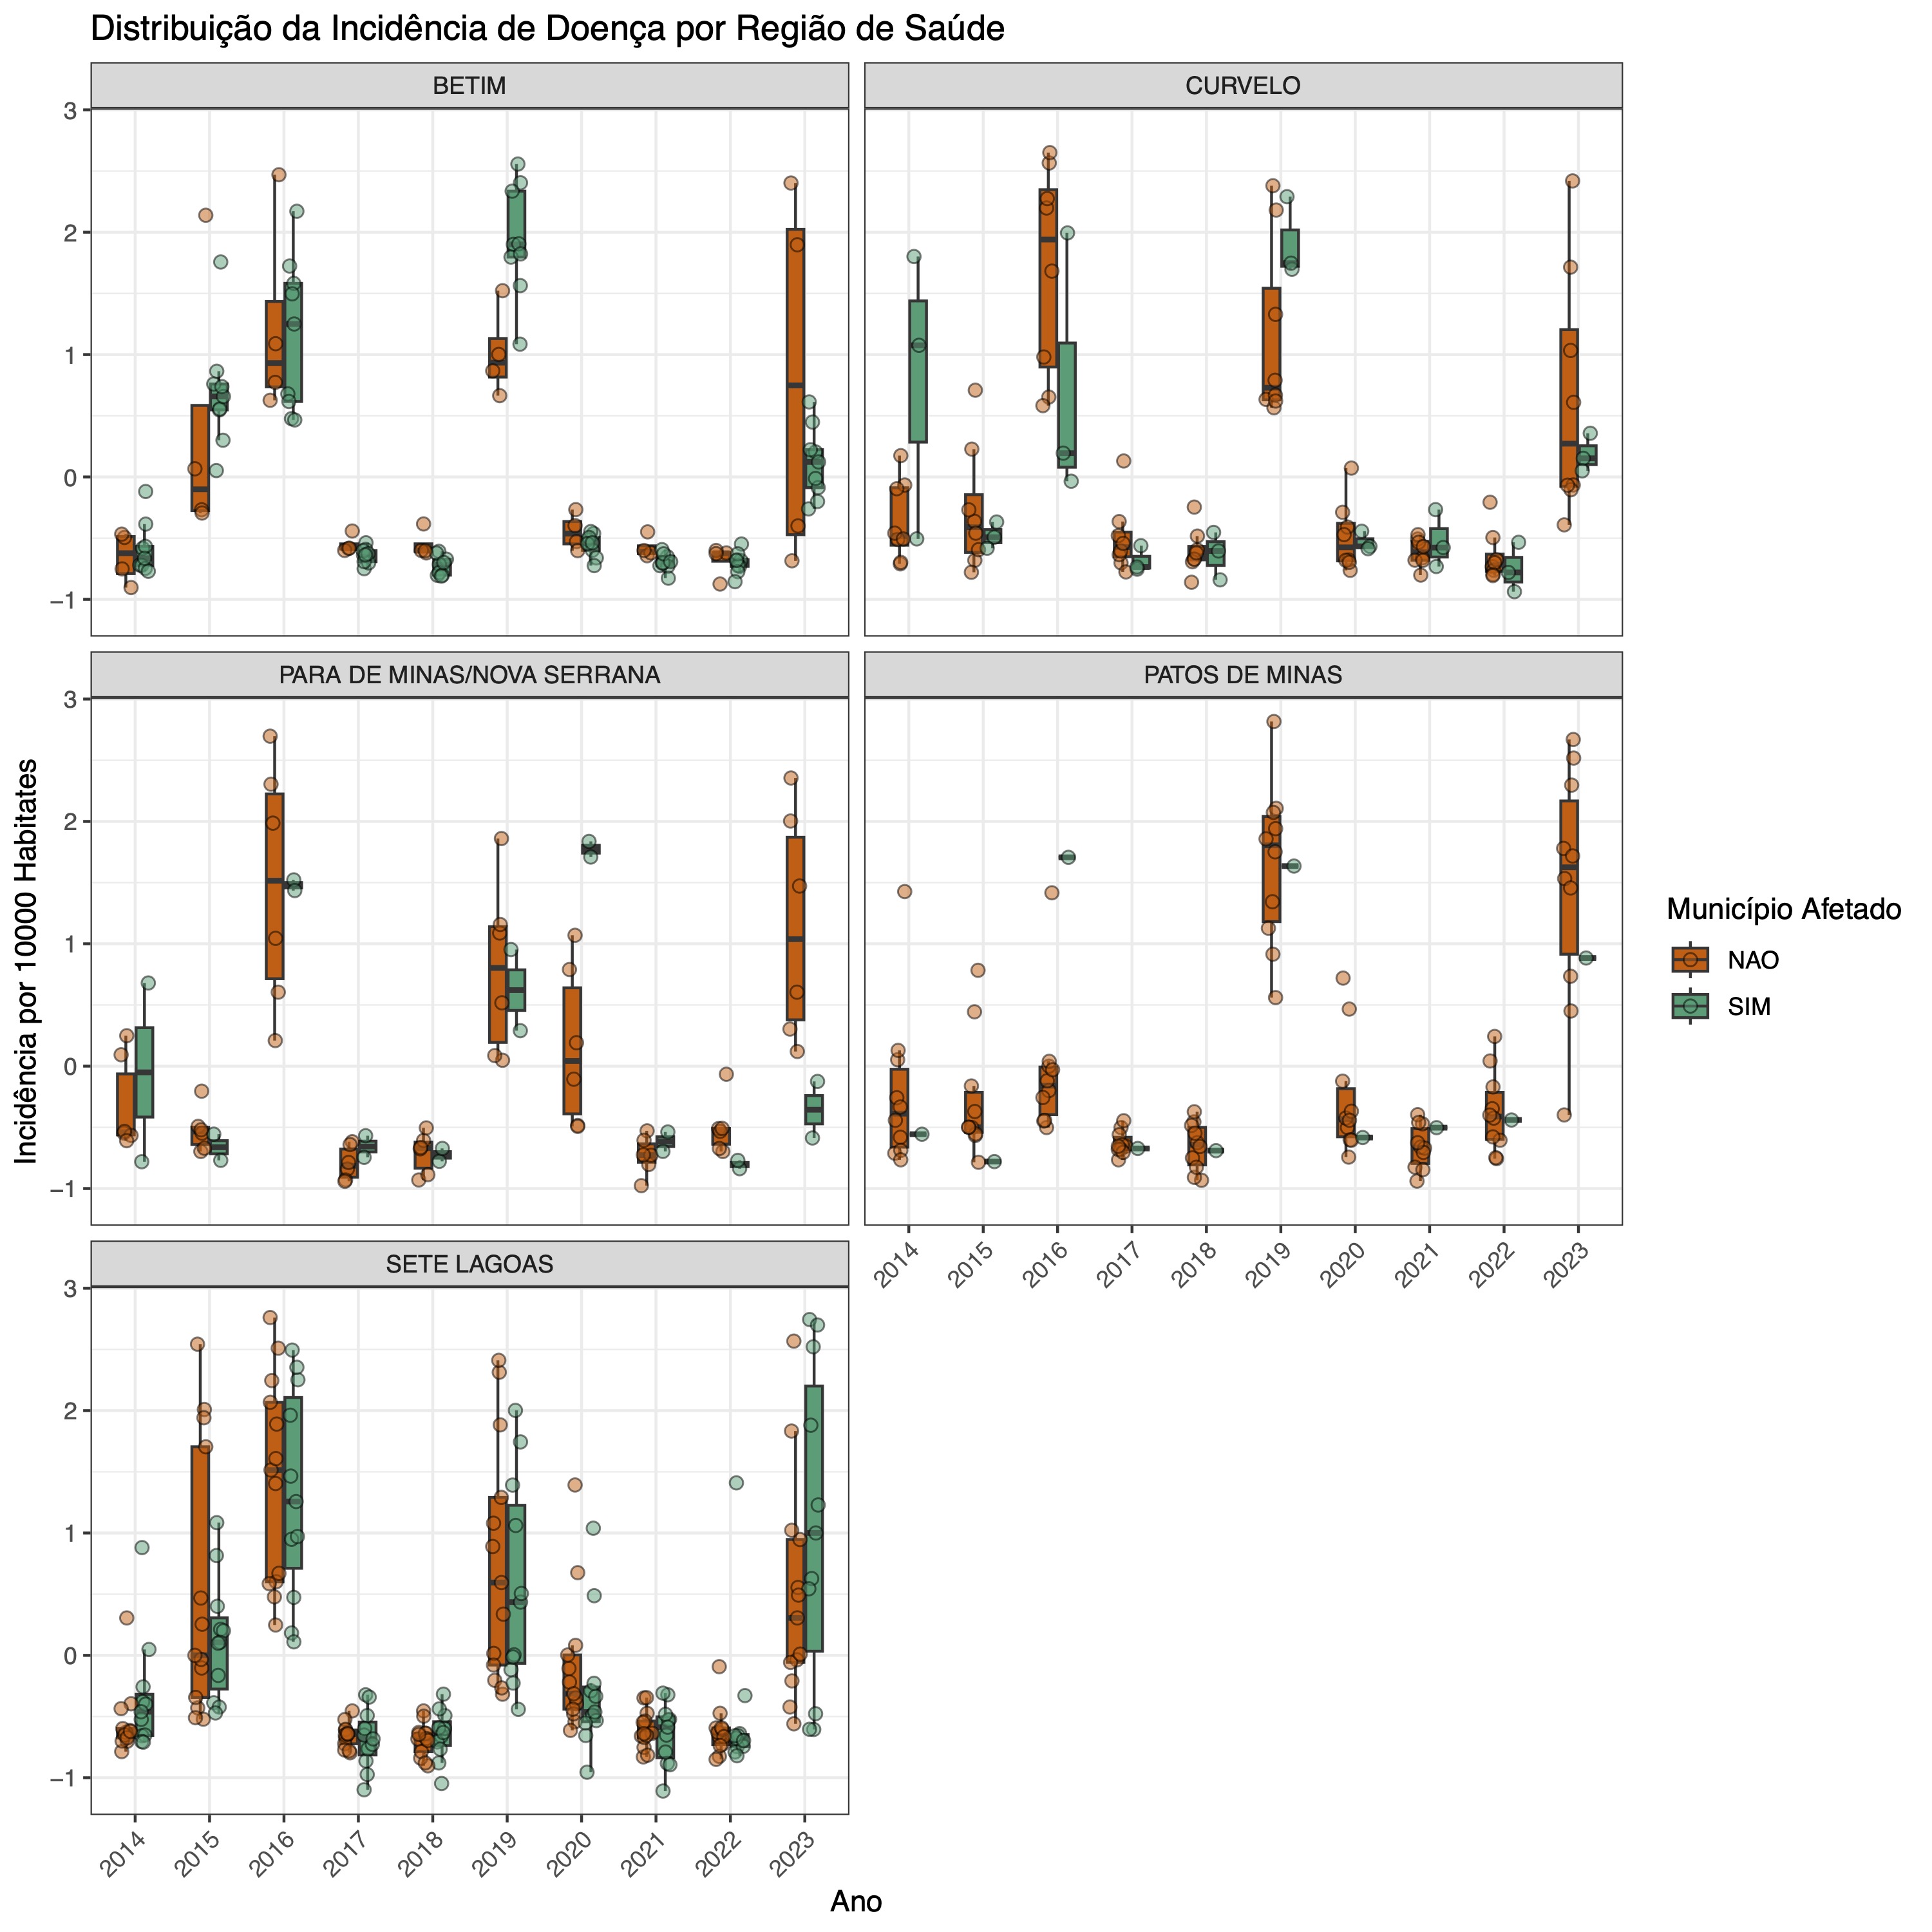 Distribuição da Incidência de Doença por Região de Saúde
BETIM
CURVELO
3
2
1
0
−1
PARA DE MINAS/NOVA SERRANA
PATOS DE MINAS
3
2
1
0
−1
2014 2015 2016 2017 2018 2019 2020 2021 2022 2023
SETE LAGOAS
3
2
1
0
−1
2014 2015 2016 2017 2018 2019 2020 2021 2022 2023
Ano
Incidência por 10000 Habitates
Município Afetado
NAO
SIM